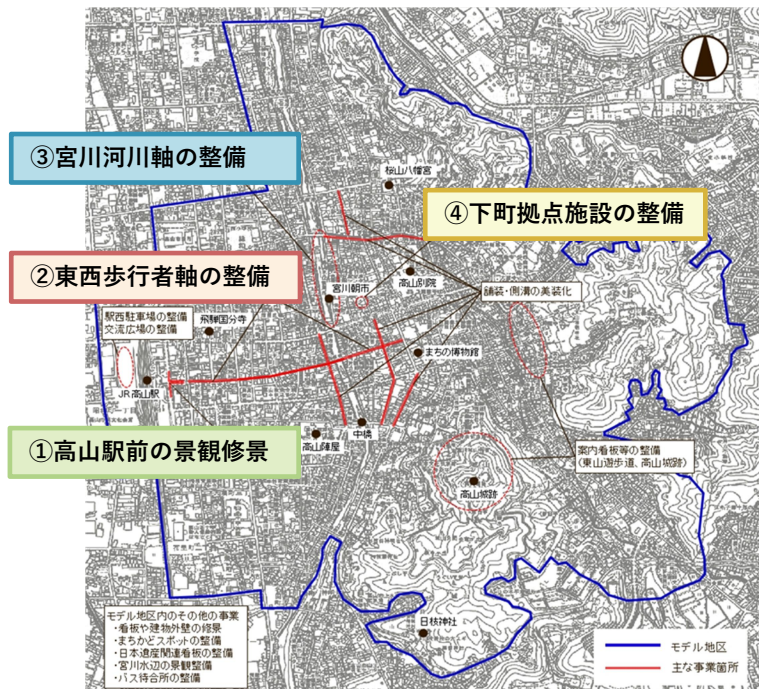 ③宮川河川軸の整備
桜山八幡宮
④下町拠点施設の整備
②東西歩行者軸の整備
宮川朝市
高山別院
舗装・側溝の美装化
駅西駐車場の整備
交流広場の整備
飛騨国分寺
まちの博物館
JR高山駅
①高山駅前の景観修景
高山陣屋
中橋
案内看板等の整備
(東山遊歩道、高山城跡)
高山城跡
モデル地区内のその他の事業
・看板や建物外壁の修景
・まちかどスポットの整備
・日本遺産関連看板の整備
・宮川水辺の景観整備
・バス待合所の整備
日枝神社
モデル地区
主な事業箇所